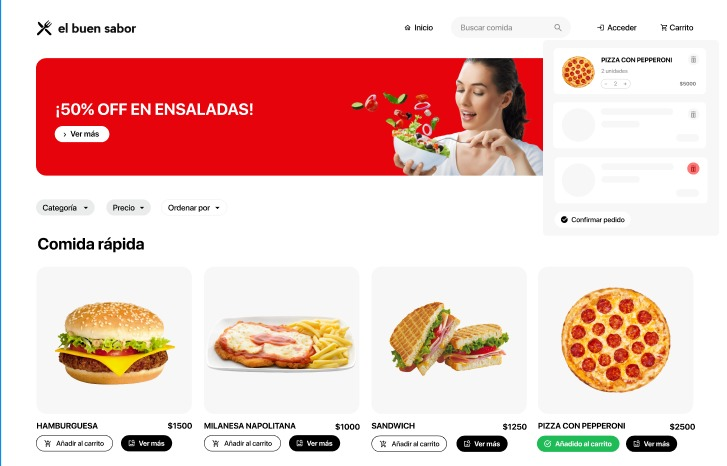 el buen sabor
Inicio
Buscar comida
Acceder
Carrito
PIZZA CON PEPPERONI
2 unidades
- 2 +
$5000
Confirmar pedido
¡50% OFF EN ENSALADAS!
Ver más
Categoría
Precio
Ordenar por
Comida rápida
HAMBURGUESA $1500
Añadir al carrito
Ver más
MILANESA NAPOLITANA $1000
Añadir al carrito
Ver más
SANDWICH $1250
Añadir al carrito
Ver más
PIZZA CON PEPPERONI $2500
Añadido al carrito
Ver más